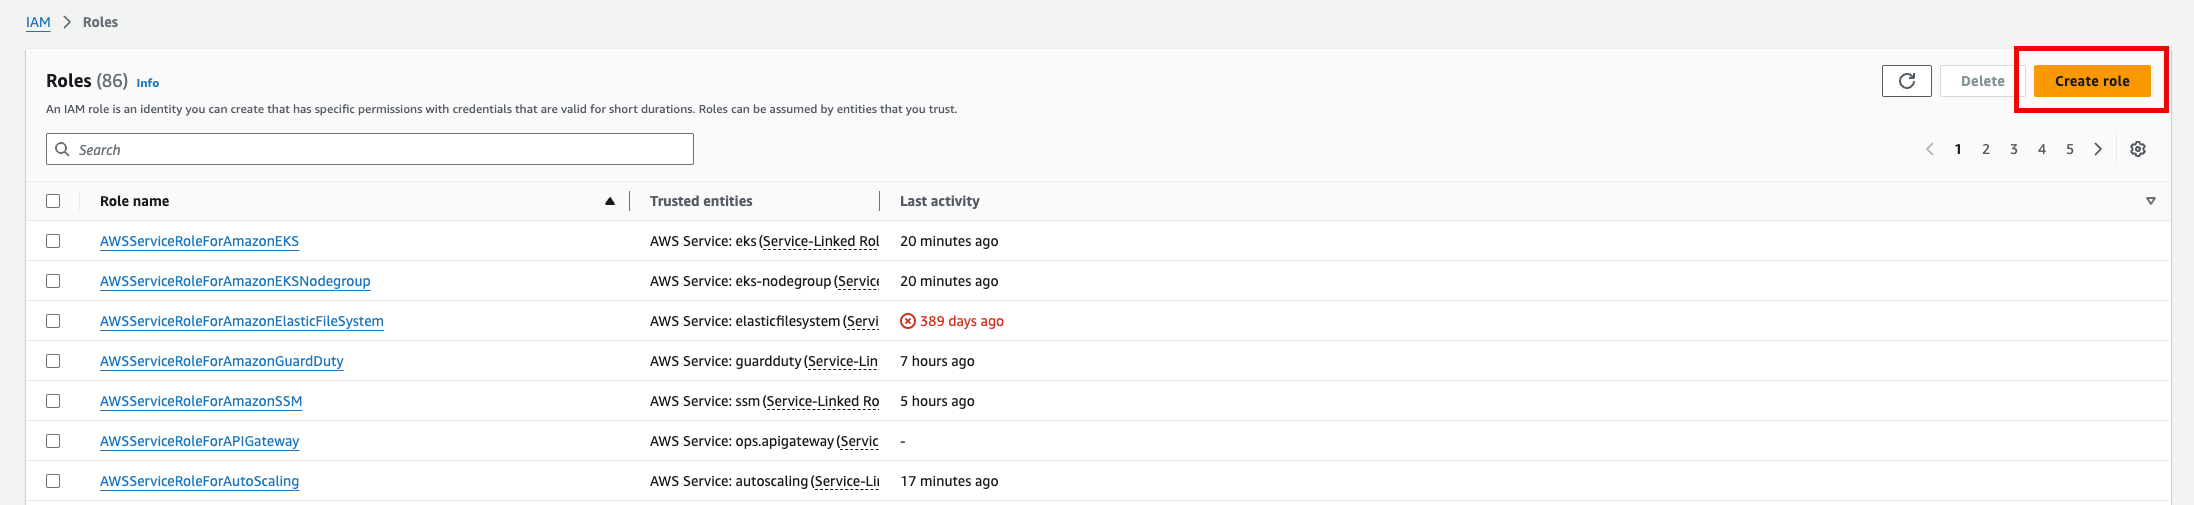 IAM > Roles
Roles (86) Info
Delete
Create role
An IAM role is an identity you can create that has specific permissions with credentials that are valid for short durations. Roles can be assumed by entities that you trust.
Search
1 2 3 4 5
Role name Trusted entities Last activity
AWSServiceRoleForAmazonEKS AWS Service: eks (Service-Linked Rol 20 minutes ago
AWSServiceRoleForAmazonEKSNodegroup AWS Service: eks-nodegroup (Service 20 minutes ago
AWSServiceRoleForAmazonElasticFileSystem AWS Service: elasticfilesystem (Servi 389 days ago
AWSServiceRoleForAmazonGuardDuty AWS Service: guardduty (Service-Lin 7 hours ago
AWSServiceRoleForAmazonSSM AWS Service: ssm (Service-Linked Ro 5 hours ago
AWSServiceRoleForAPIGateway AWS Service: ops.apigateway (Servic -
AWSServiceRoleForAutoScaling AWS Service: autoscaling (Service-Li 17 minutes ago